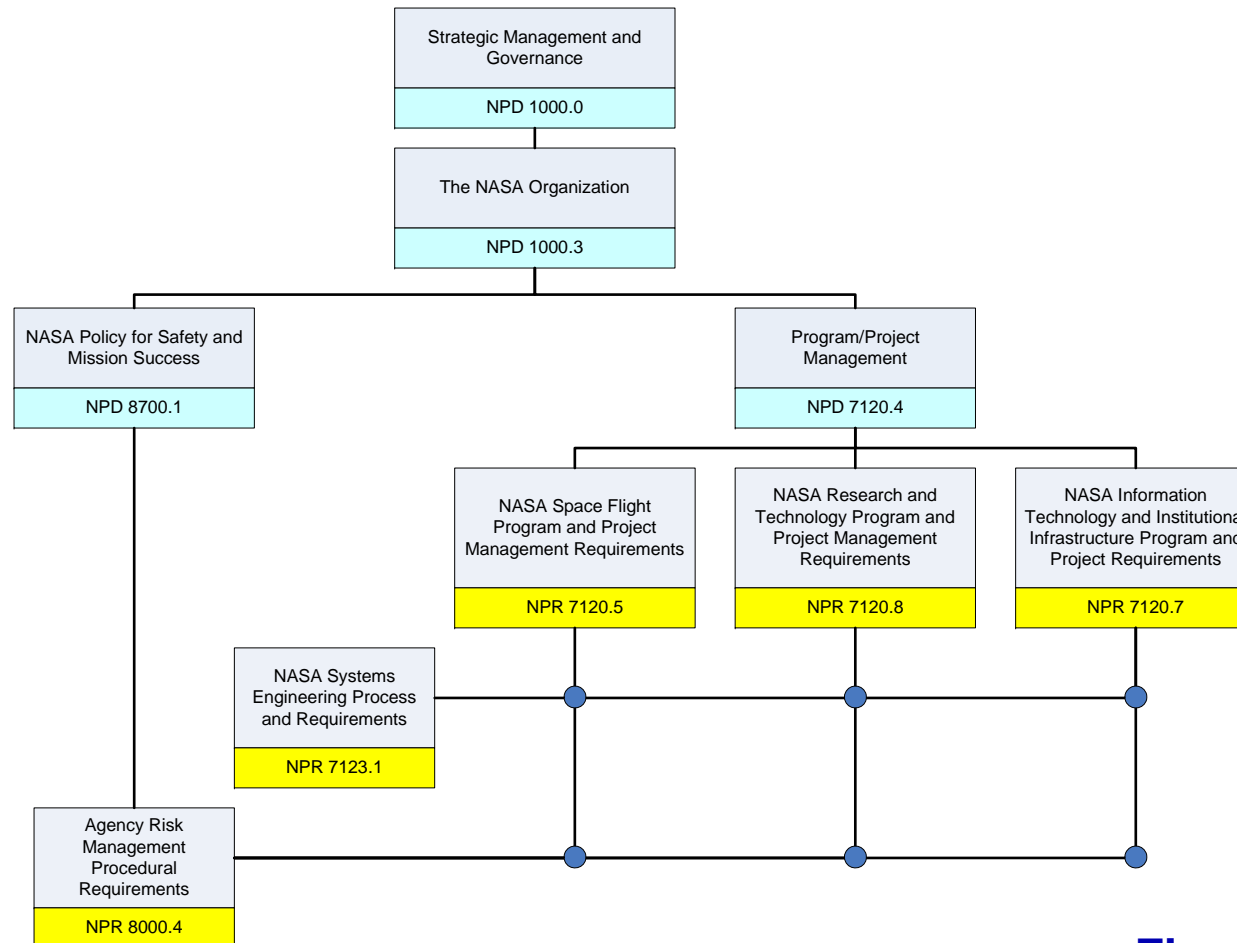 Strategic Management and
Governance
NPD 1000.0
The NASA Organization
NPD 1000.3
NASA Policy for Safety and
Mission Success
NPD 8700.1
Program/Project
Management
NPD 7120.4
NASA Space Flight
Program and Project
Management Requirements
NPR 7120.5
NASA Research and
Technology Program and
Project Management
Requirements
NPR 7120.8
NASA Information
Technology and Institutiona
Infrastructure Program and
Project Requirements
NPR 7120.7
NASA Systems
Engineering Process
and Requirements
NPR 7123.1
Agency Risk
Management
Procedural
Requirements
NPR 8000.4